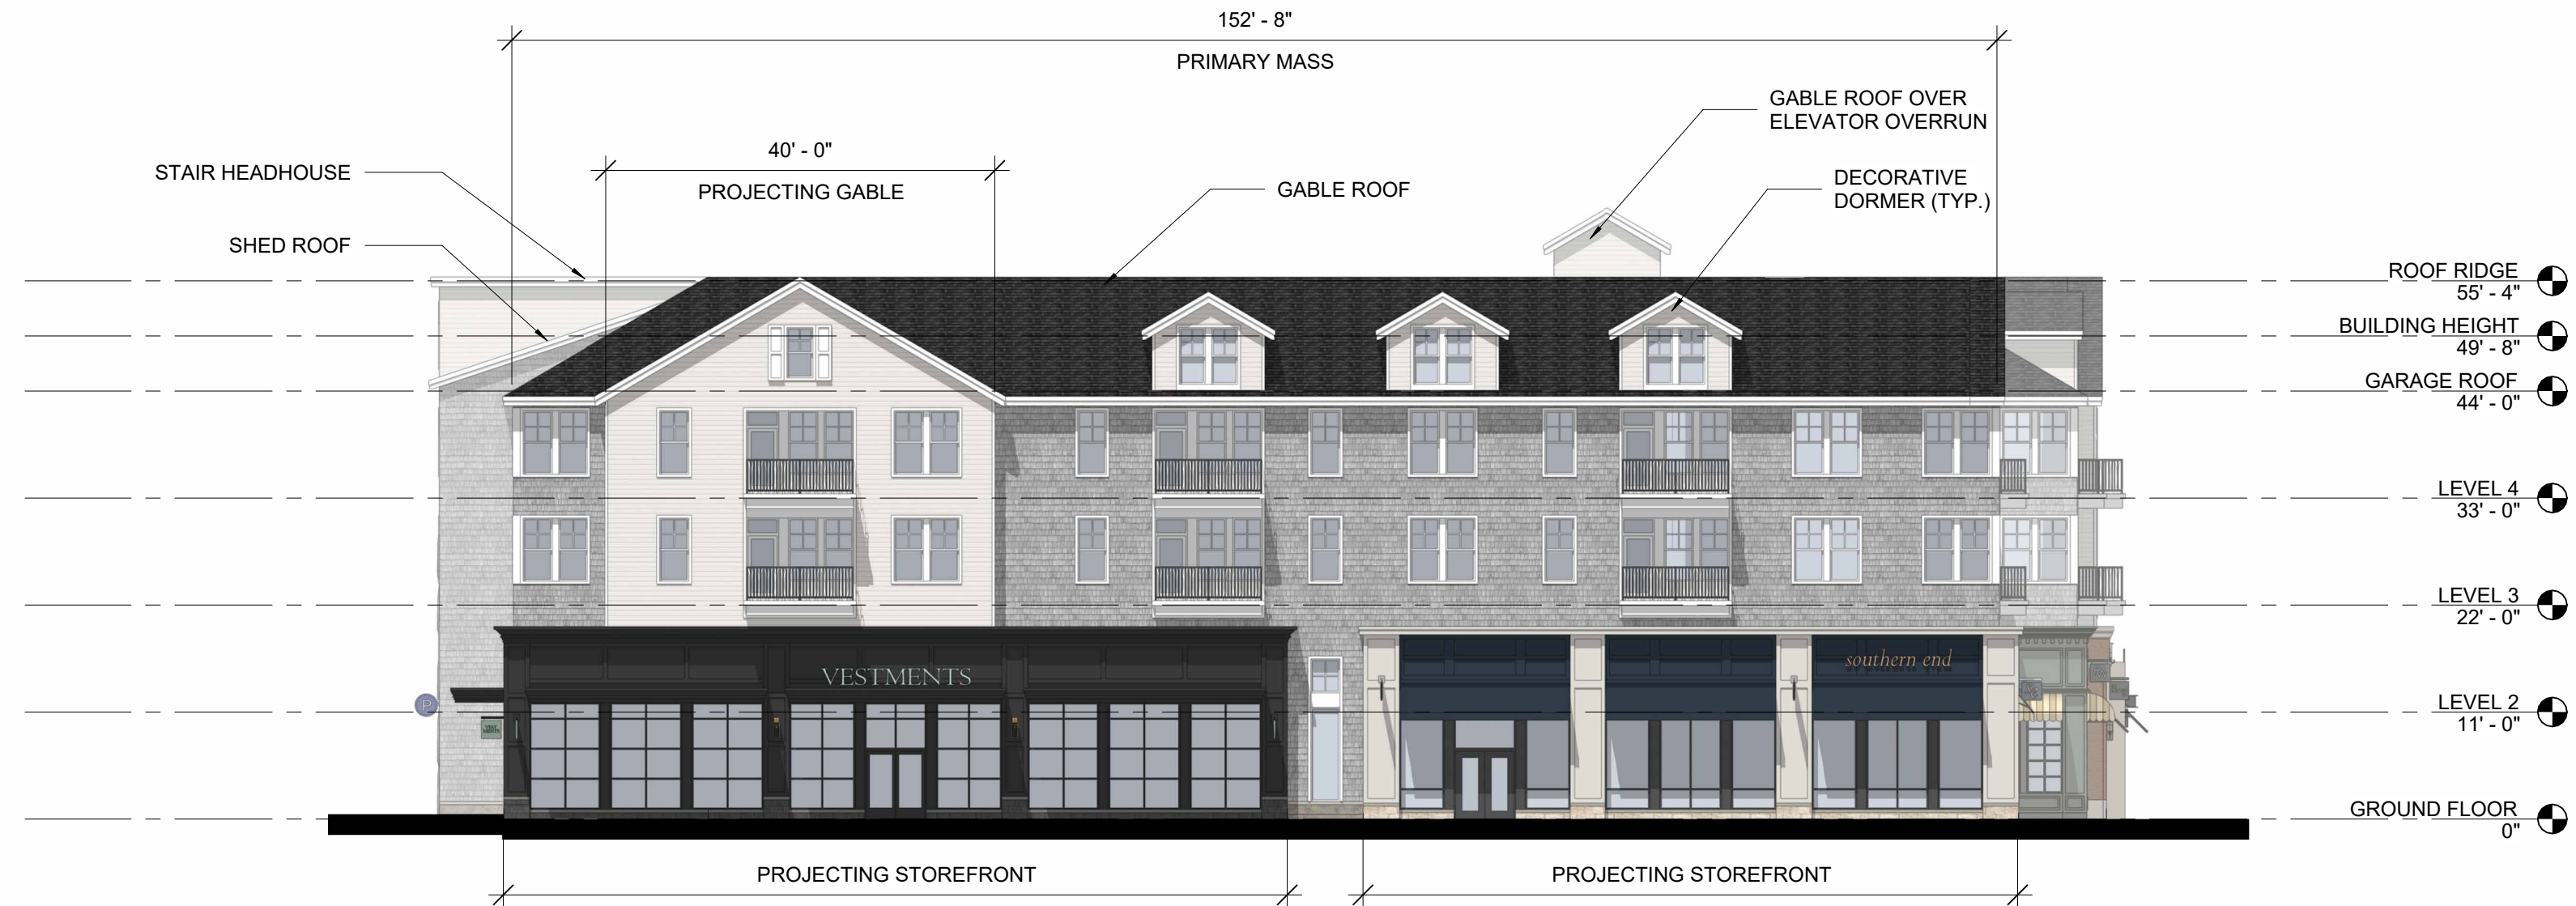 152' - 8"
PRIMARY MASS
GABLE ROOF OVER
ELEVATOR OVERRUN
40' - 0"
PROJECTING GABLE
STAIR HEADHOUSE
GABLE ROOF
DECORATIVE
DORMER (TYP.)
SHED ROOF
ROOF RIDGE
55' - 4"
BUILDING HEIGHT
49' - 8"
GARAGE ROOF
44' - 0"
LEVEL 4
33' - 0"
LEVEL 3
22' - 0"
VESTMENTS
southern end
P
LEVEL 2
11' - 0"
GROUND FLOOR
0"
PROJECTING STOREFRONT
PROJECTING STOREFRONT